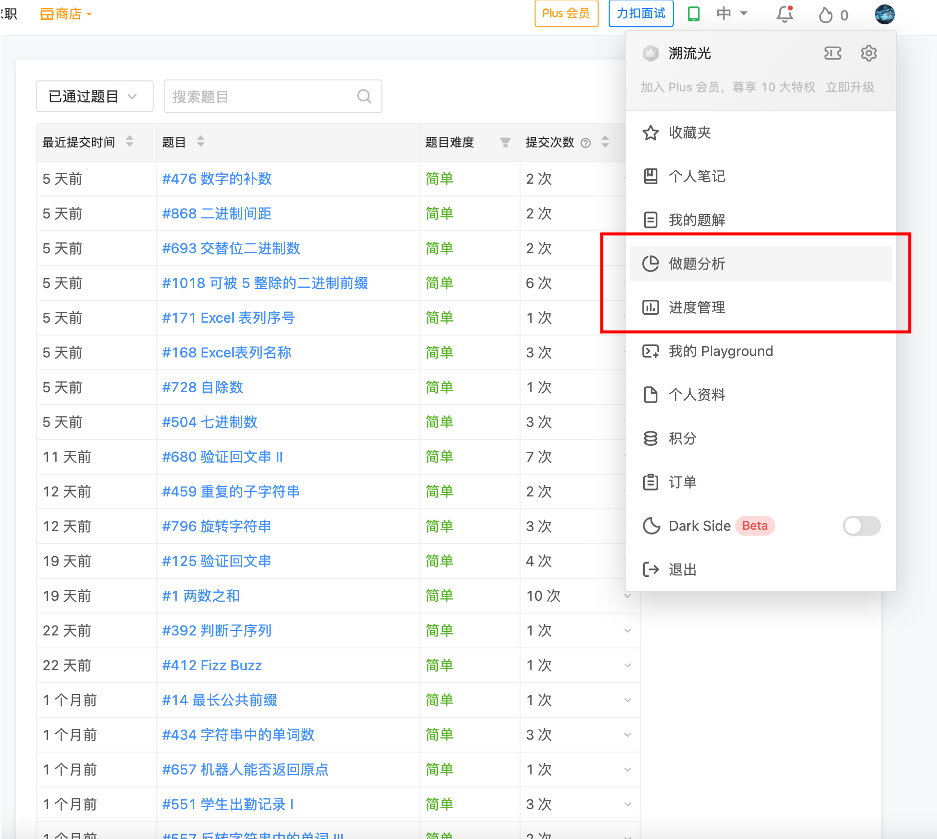 职 商店 Plus 会员 力扣面试 中 0
溯流光
加入 Plus 会员，尊享 10 大特权 立即升级
收藏夹
个人笔记
我的题解
做题分析
进度管理
我的 Playground
个人资料
积分
订单
Dark Side Beta
退出
已通过题目 搜索题目
最近提交时间 题目 题目难度 提交次数
5 天前 #476 数字的补数 简单 2 次
5 天前 #868 二进制间距 简单 2 次
5 天前 #693 交替位二进制数 简单 2 次
5 天前 #1018 可被 5 整除的二进制前缀 简单 6 次
5 天前 #171 Excel 表列序号 简单 1 次
5 天前 #168 Excel表列名称 简单 3 次
5 天前 #728 自除数 简单 1 次
5 天前 #504 七进制数 简单 3 次
11 天前 #680 验证回文串 II 简单 7 次
12 天前 #459 重复的子字符串 简单 2 次
12 天前 #796 旋转字符串 简单 3 次
19 天前 #125 验证回文串 简单 4 次
19 天前 #1 两数之和 简单 10 次
22 天前 #392 判断子序列 简单 1 次
22 天前 #412 Fizz Buzz 简单 1 次
1 个月前 #14 最长公共前缀 简单 1 次
1 个月前 #434 字符串中的单词数 简单 3 次
1 个月前 #657 机器人能否返回原点 简单 1 次
1 个月前 #551 学生出勤记录 I 简单 3 次
1 个月前 #557 反转字符串中的单词 III 简单 2 次